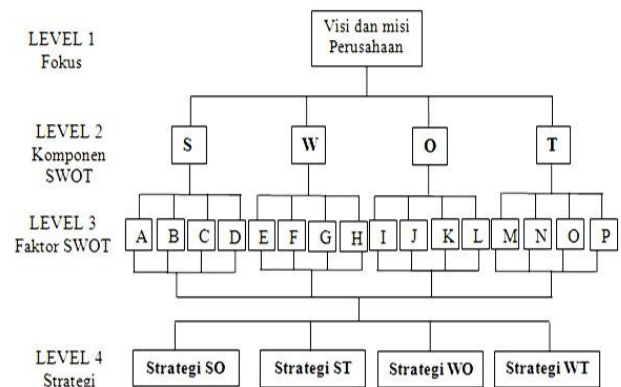 LEVEL 1
Fokus
Visi dan misi
Perusahaan
LEVEL 2
Komponen
SWOT
S W O T
LEVEL 3
Faktor SWOT
A B C D E F G H I J K L M N O P
LEVEL 4
Strategi
Strategi SO Strategi ST Strategi WO Strategi WT